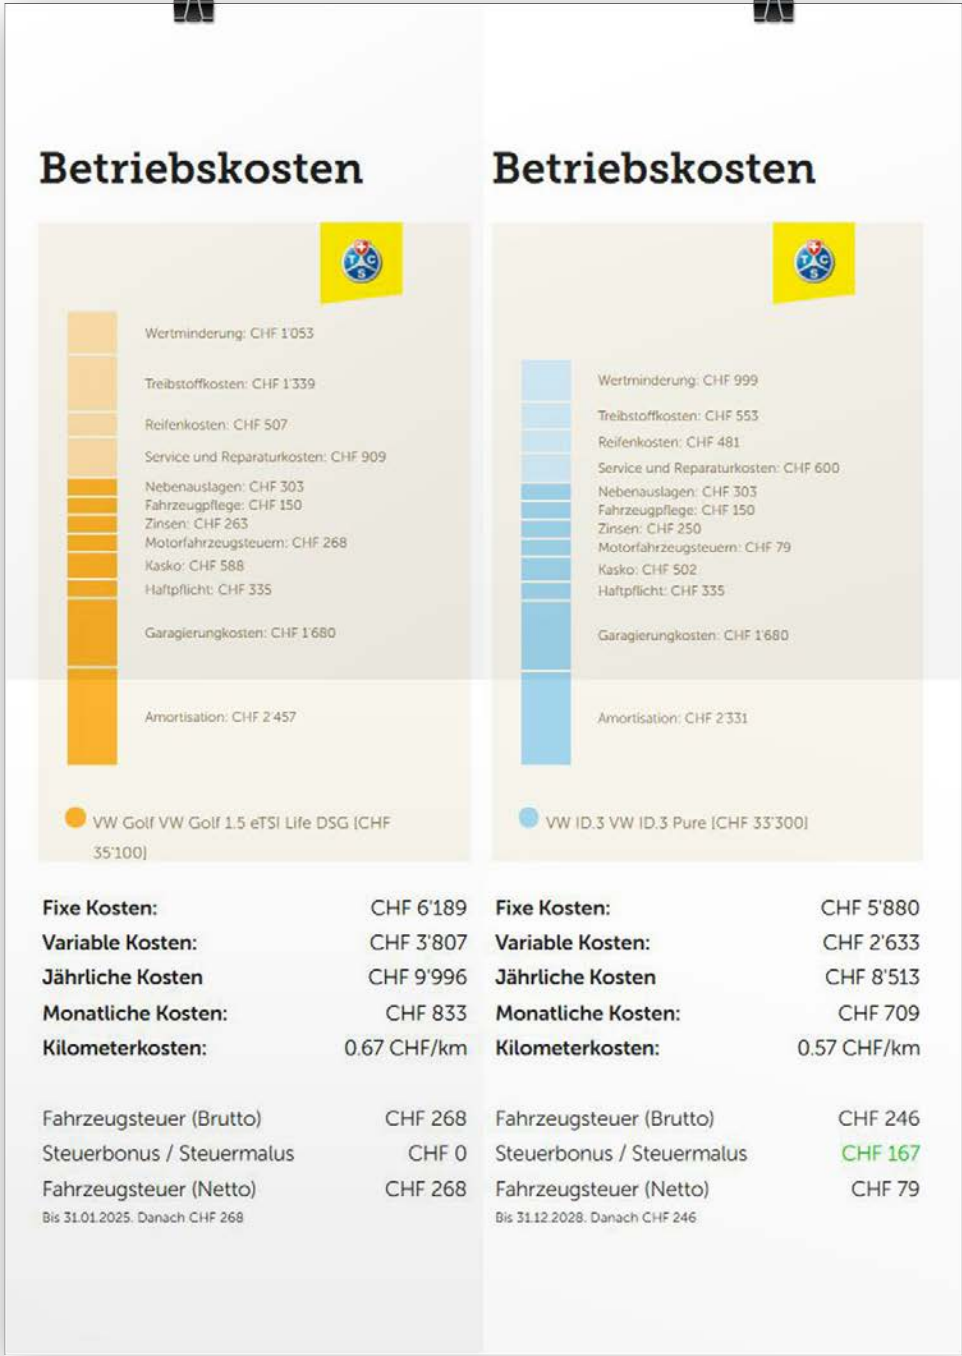 Betriebskosten
TCS
Wertminderung: CHF 1'053
Treibstoffkosten: CHF 1'339
Reifenkosten: CHF 507
Service und Reparaturkosten: CHF 909
Nebenauslagen: CHF 303
Fahrzeugpflege: CHF 150
Zinsen: CHF 263
Motorfahrzeugsteuern: CHF 268
Kasko: CHF 588
Haftpflicht: CHF 335
Garagierungkosten: CHF 1'680
Amortisation: CHF 2'457
VW Golf VW Golf 1.5 eTSI Life DSG [CHF
35'100]
Fixe Kosten: CHF 6'189
Variable Kosten: CHF 3'807
Jährliche Kosten CHF 9'996
Monatliche Kosten: CHF 833
Kilometerkosten: 0.67 CHF/km
Fahrzeugsteuer (Brutto) CHF 268
Steuerbonus / Steuermalus CHF 0
Fahrzeugsteuer (Netto) CHF 268
Bis 31.01.2025. Danach CHF 268
Betriebskosten
TCS
Wertminderung: CHF 999
Treibstoffkosten: CHF 553
Reifenkosten: CHF 481
Service und Reparaturkosten: CHF 600
Nebenauslagen: CHF 303
Fahrzeugpflege: CHF 150
Zinsen: CHF 250
Motorfahrzeugsteuern: CHF 79
Kasko: CHF 502
Haftpflicht: CHF 335
Garagierungkosten: CHF 1'680
Amortisation: CHF 2'331
VW ID.3 VW ID.3 Pure [CHF 33'300]
Fixe Kosten: CHF 5'880
Variable Kosten: CHF 2'633
Jährliche Kosten CHF 8'513
Monatliche Kosten: CHF 709
Kilometerkosten: 0.57 CHF/km
Fahrzeugsteuer (Brutto) CHF 246
Steuerbonus / Steuermalus CHF 167
Fahrzeugsteuer (Netto) CHF 79
Bis 31.12.2028. Danach CHF 246